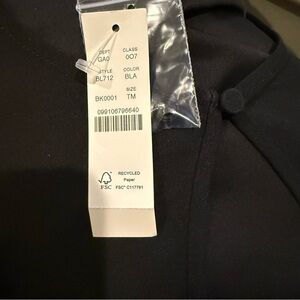 DEPT CLASS
GA0 007
STYLE COLOR
BL712 BLA
SIZE
BK0001 TM
099106796640
RECYCLED
Paper
FSC
FSC® C117791